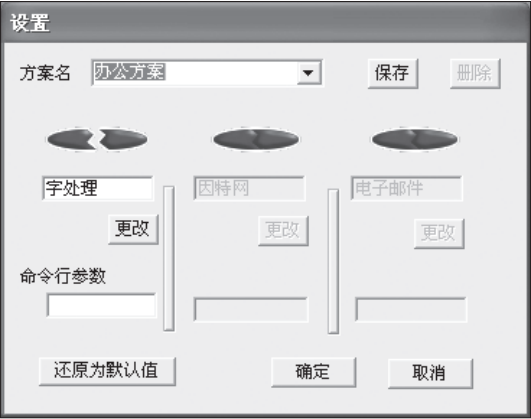 设置
方案名 办公方案 保存 删除
字处理 因特网 电子邮件
更改 更改 更改
命令行参数
还原为默认值 确定 取消